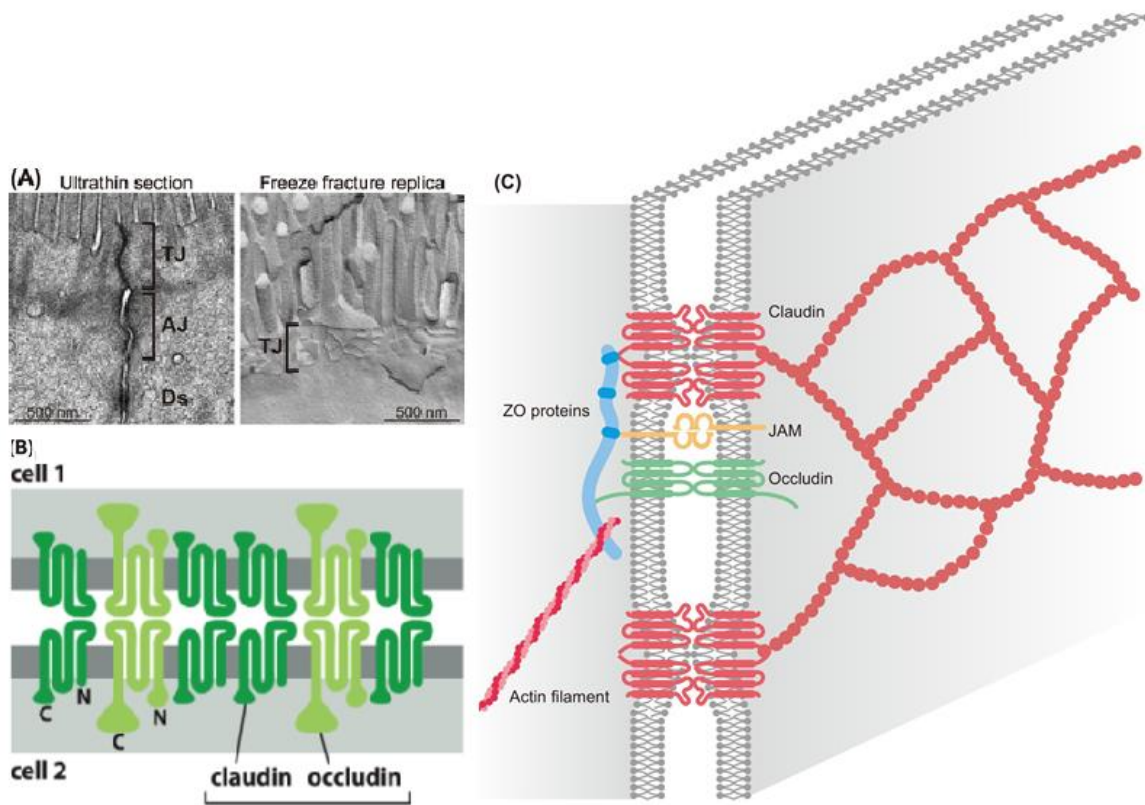 (A)
Ultrathin section
Freeze fracture replica
TJ
AJ
Ds
500 nm
TJ
500 nm
(B)
cell 1
C
N
C
N
cell 2
claudin occludin
(C)
Claudin
ZO proteins
JAM
Occludin
Actin filament